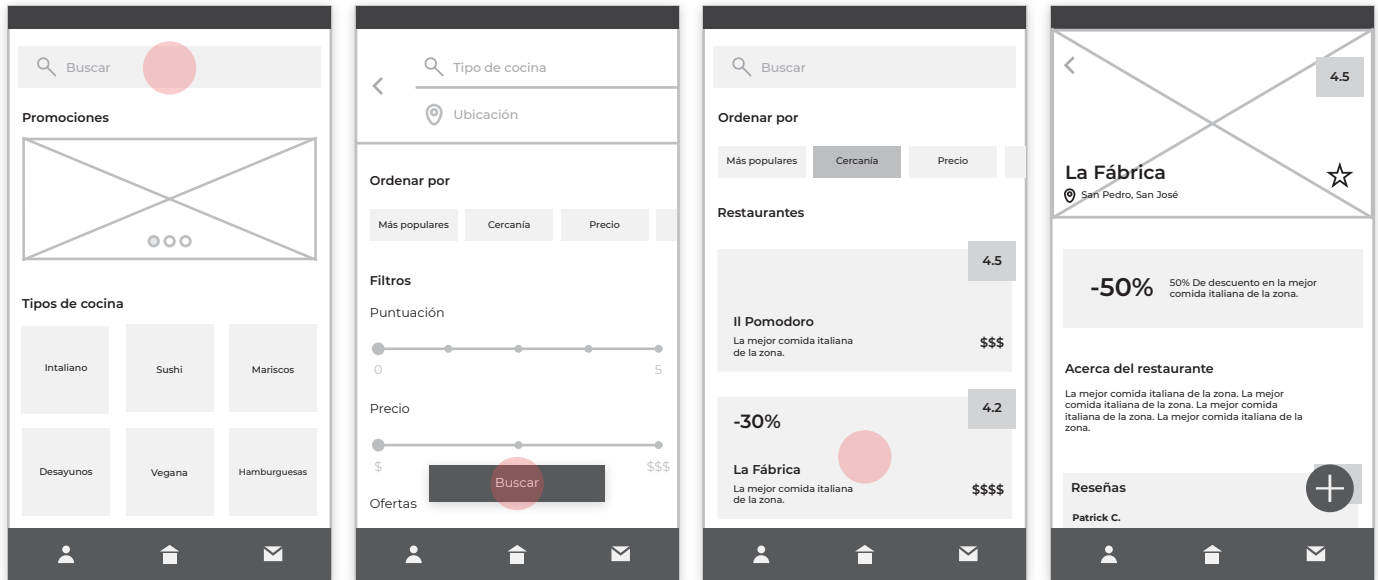 Buscar
Promociones
Tipos de cocina
Intaliano
Sushi
Mariscos
Desayunos
Vegana
Hamburguesas
Tipo de cocina
Ubicación
Ordenar por
Más populares
Cercanía
Precio
Filtros
Puntuación
0
5
Precio
$
$$$
Buscar
Ofertas
Buscar
Ordenar por
Más populares
Cercanía
Precio
Restaurantes
4.5
Il Pomodoro
La mejor comida italiana
de la zona.
$$$
4.2
-30%
La Fábrica
La mejor comida italiana
de la zona.
$$$$
4.5
La Fábrica
San Pedro, San José
-50%
50% De descuento en la mejor
comida italiana de la zona.
Acerca del restaurante
La mejor comida italiana de la zona. La mejor
comida italiana de la zona. La mejor comida
italiana de la zona. La mejor comida italiana de la
zona.
Reseñas
Patrick C.